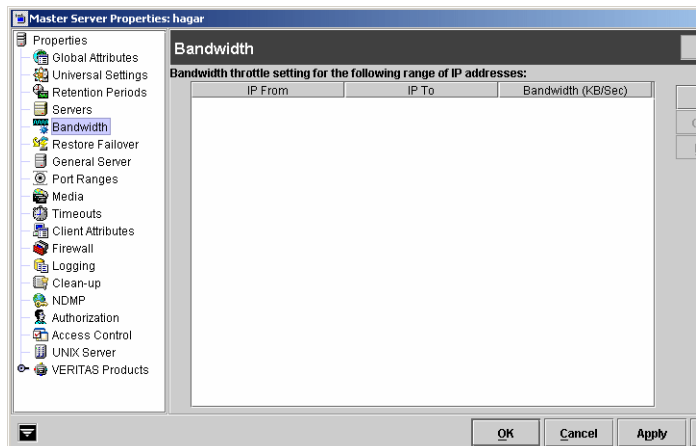 Master Server Properties: hagar
Properties
Global Attributes
Universal Settings
Retention Periods
Servers
Bandwidth
Restore Failover
General Server
Port Ranges
Media
Timeouts
Client Attributes
Firewall
Logging
Clean-up
NDMP
Authorization
Access Control
UNIX Server
VERITAS Products
Bandwidth
Bandwidth throttle setting for the following range of IP addresses:
IP From IP To Bandwidth (KB/Sec)
OK Cancel Apply